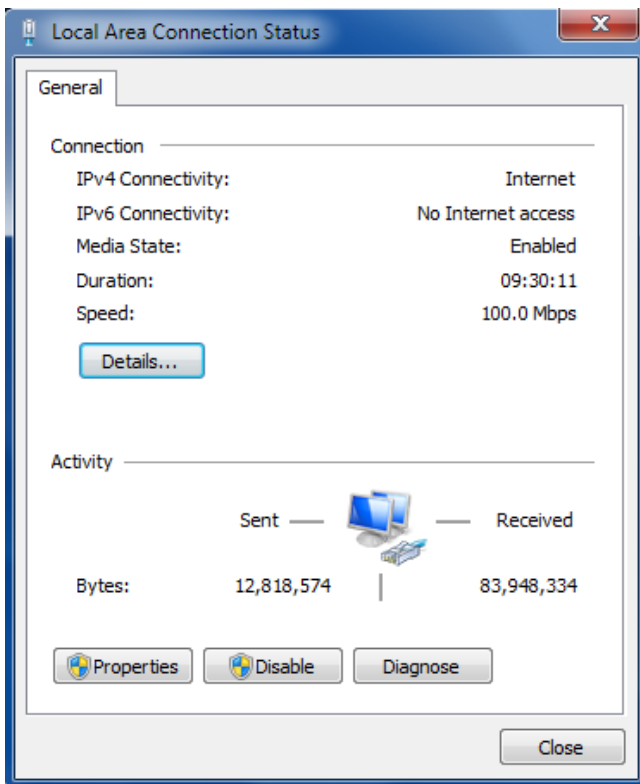 Local Area Connection Status
General
Connection
IPv4 Connectivity: Internet
IPv6 Connectivity: No Internet access
Media State: Enabled
Duration: 09:30:11
Speed: 100.0 Mbps
Details...
Activity
Sent Received
Bytes: 12,818,574 83,948,334
Properties Disable Diagnose
Close